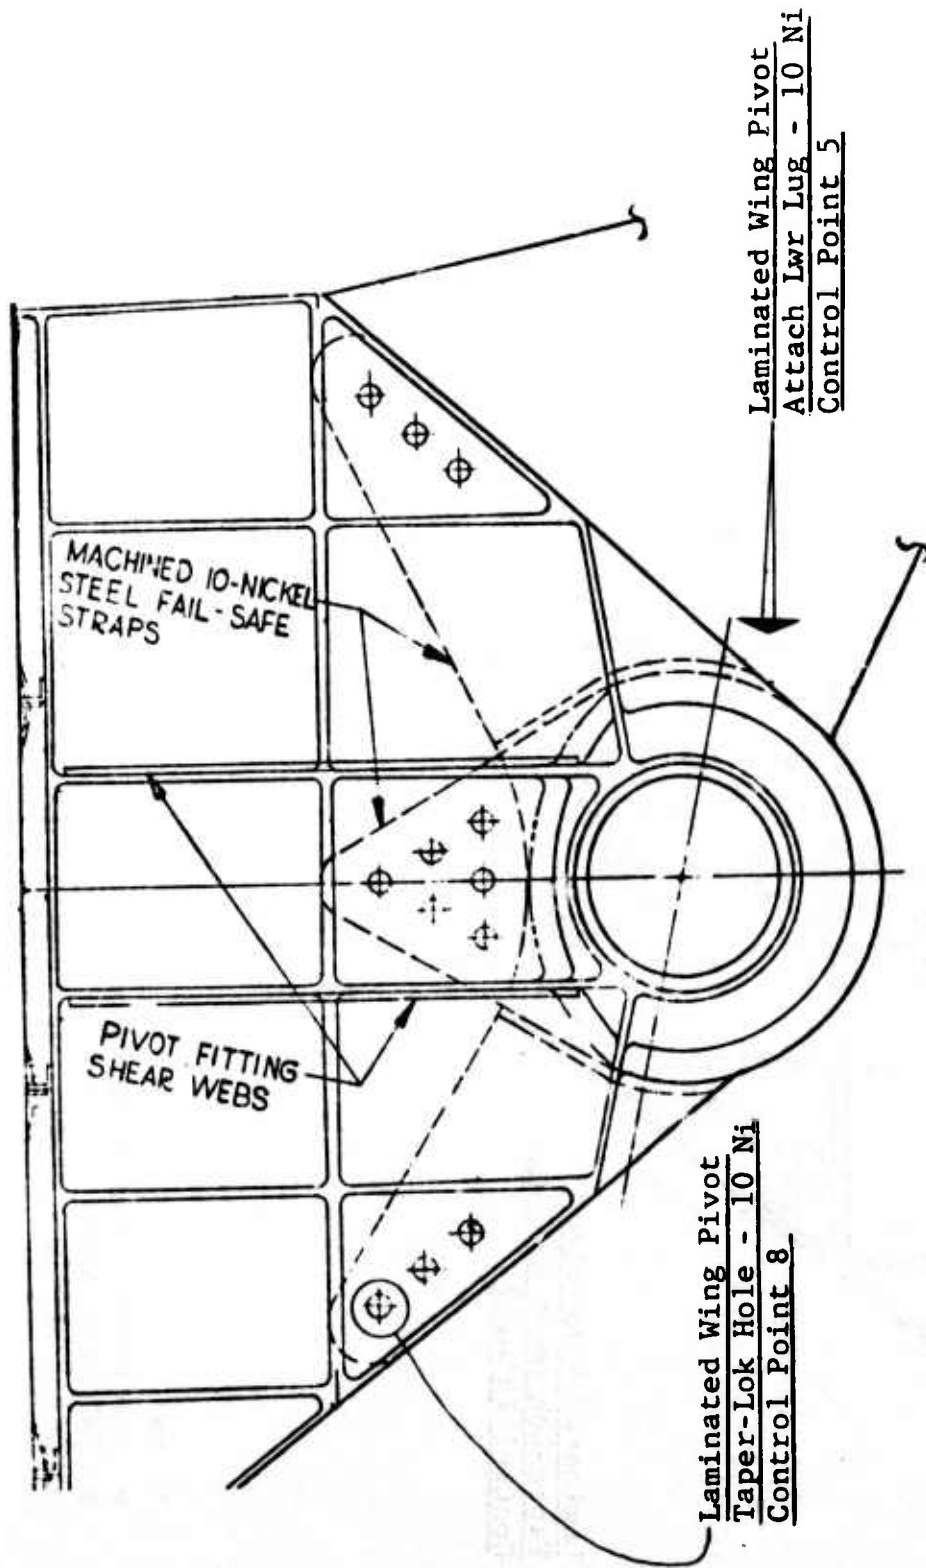 MACHINED 10-NICKEL
STEEL FAIL-SAFE
STRAPS
PIVOT FITTING
SHEAR WEBS
Laminated Wing Pivot
Attach Lwr Lug - 10 Ni
Control Point 5
Laminated Wing Pivot
Taper-Lok Hole - 10 Ni
Control Point 8